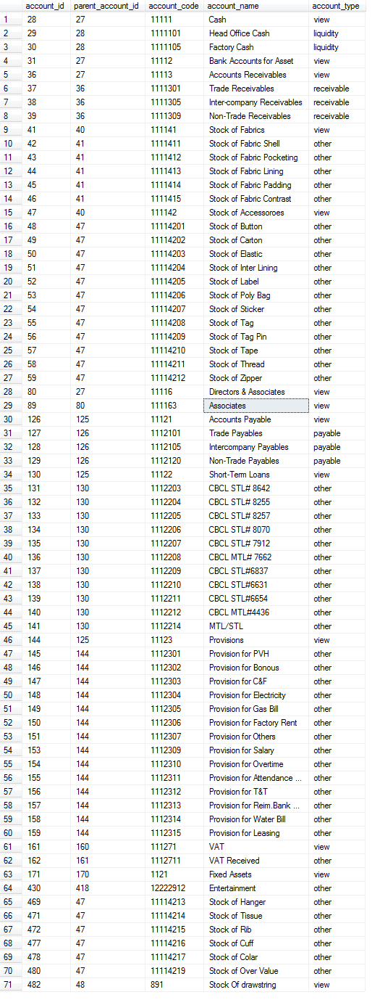 account_id parent_account_id account_code account_name account_type
1 28 27 11111 Cash view
2 29 28 1111101 Head Office Cash liquidity
3 30 28 1111105 Factory Cash liquidity
4 31 27 11112 Bank Accounts for Asset view
5 36 27 11113 Accounts Receivables view
6 37 36 1111301 Trade Receivables receivable
7 38 36 1111305 Inter-company Receivables receivable
8 39 36 1111309 Non-Trade Receivables receivable
9 41 40 111141 Stock of Fabrics view
10 42 41 1111411 Stock of Fabric Shell other
11 43 41 1111412 Stock of Fabric Pocketing other
12 44 41 1111413 Stock of Fabric Lining other
13 45 41 1111414 Stock of Fabric Padding other
14 46 41 1111415 Stock of Fabric Contrast other
15 47 40 111142 Stock of Accessoroes view
16 48 47 11114201 Stock of Button other
17 49 47 11114202 Stock of Carton other
18 50 47 11114203 Stock of Elastic other
19 51 47 11114204 Stock of Inter Lining other
20 52 47 11114205 Stock of Label other
21 53 47 11114206 Stock of Poly Bag other
22 54 47 11114207 Stock of Sticker other
23 55 47 11114208 Stock of Tag other
24 56 47 11114209 Stock of Tag Pin other
25 57 47 11114210 Stock of Tape other
26 58 47 11114211 Stock of Thread other
27 59 47 11114212 Stock of Zipper other
28 80 27 11116 Directors & Associates view
29 89 80 111163 Associates view
30 126 125 11121 Accounts Payable view
31 127 126 1112101 Trade Payables payable
32 128 126 1112105 Intercompany Payables payable
33 129 126 1112120 Non-Trade Payables payable
34 130 125 11122 Short-Term Loans view
35 131 130 1112203 CBCL STL# 8642 other
36 132 130 1112204 CBCL STL# 8255 other
37 133 130 1112205 CBCL STL# 8257 other
38 134 130 1112206 CBCL STL# 8070 other
39 135 130 1112207 CBCL STL# 7912 other
40 136 130 1112208 CBCL MTL# 7662 other
41 137 130 1112209 CBCL STL#6837 other
42 138 130 1112210 CBCL STL#6631 other
43 139 130 1112211 CBCL STL#6654 other
44 140 130 1112212 CBCL MTL#4436 other
45 141 130 1112214 MTL/STL other
46 144 125 11123 Provisions view
47 145 144 1112301 Provision for PVH other
48 146 144 1112302 Provision for Bonous other
49 147 144 1112303 Provision for C&F other
50 148 144 1112304 Provision for Electricity other
51 149 144 1112305 Provision for Gas Bill other
52 150 144 1112306 Provision for Factory Rent other
53 151 144 1112307 Provision for Others other
54 153 144 1112309 Provision for Salary other
55 154 144 1112310 Provision for Overtime other
56 155 144 1112311 Provision for Attendance ... other
57 156 144 1112312 Provision for T&T other
58 157 144 1112313 Provision for Reim.Bank ... other
59 158 144 1112314 Provision for Water Bill other
60 159 144 1112315 Provision for Leasing other
61 161 160 111271 VAT view
62 162 161 1112711 VAT Received other
63 171 170 1121 Fixed Assets view
64 430 418 12222912 Entertainment other
65 469 47 11114213 Stock of Hanger other
66 471 47 11114214 Stock of Tissue other
67 472 47 11114215 Stock of Rib other
68 477 47 11114216 Stock of Cuff other
69 478 47 11114217 Stock of Colar other
70 480 47 11114219 Stock of Over Value other
71 482 48 891 Stock Of drawstring view